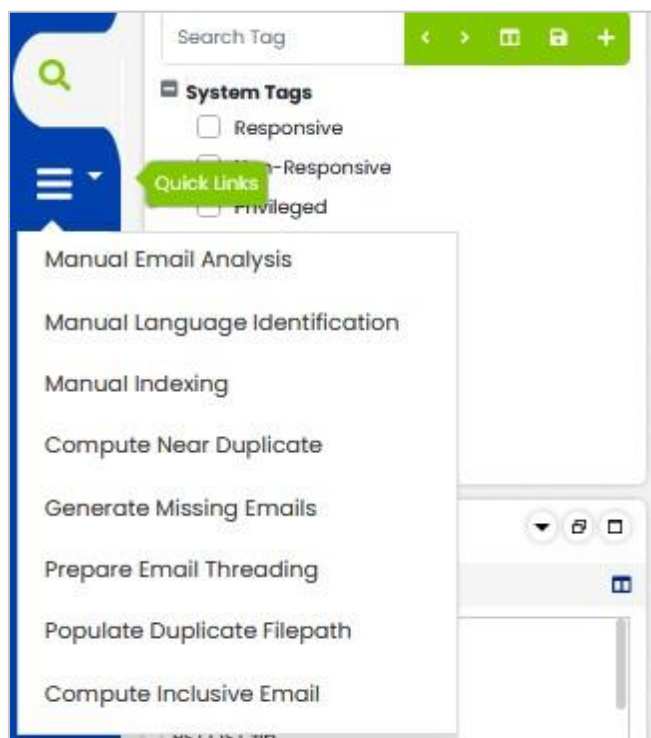 Search Tag
System Tags
Responsive
-Responsive
Quick Links
Privileged
Manual Email Analysis
Manual Language Identification
Manual Indexing
Compute Near Duplicate
Generate Missing Emails
Prepare Email Threading
Populate Duplicate Filepath
Compute Inclusive Email